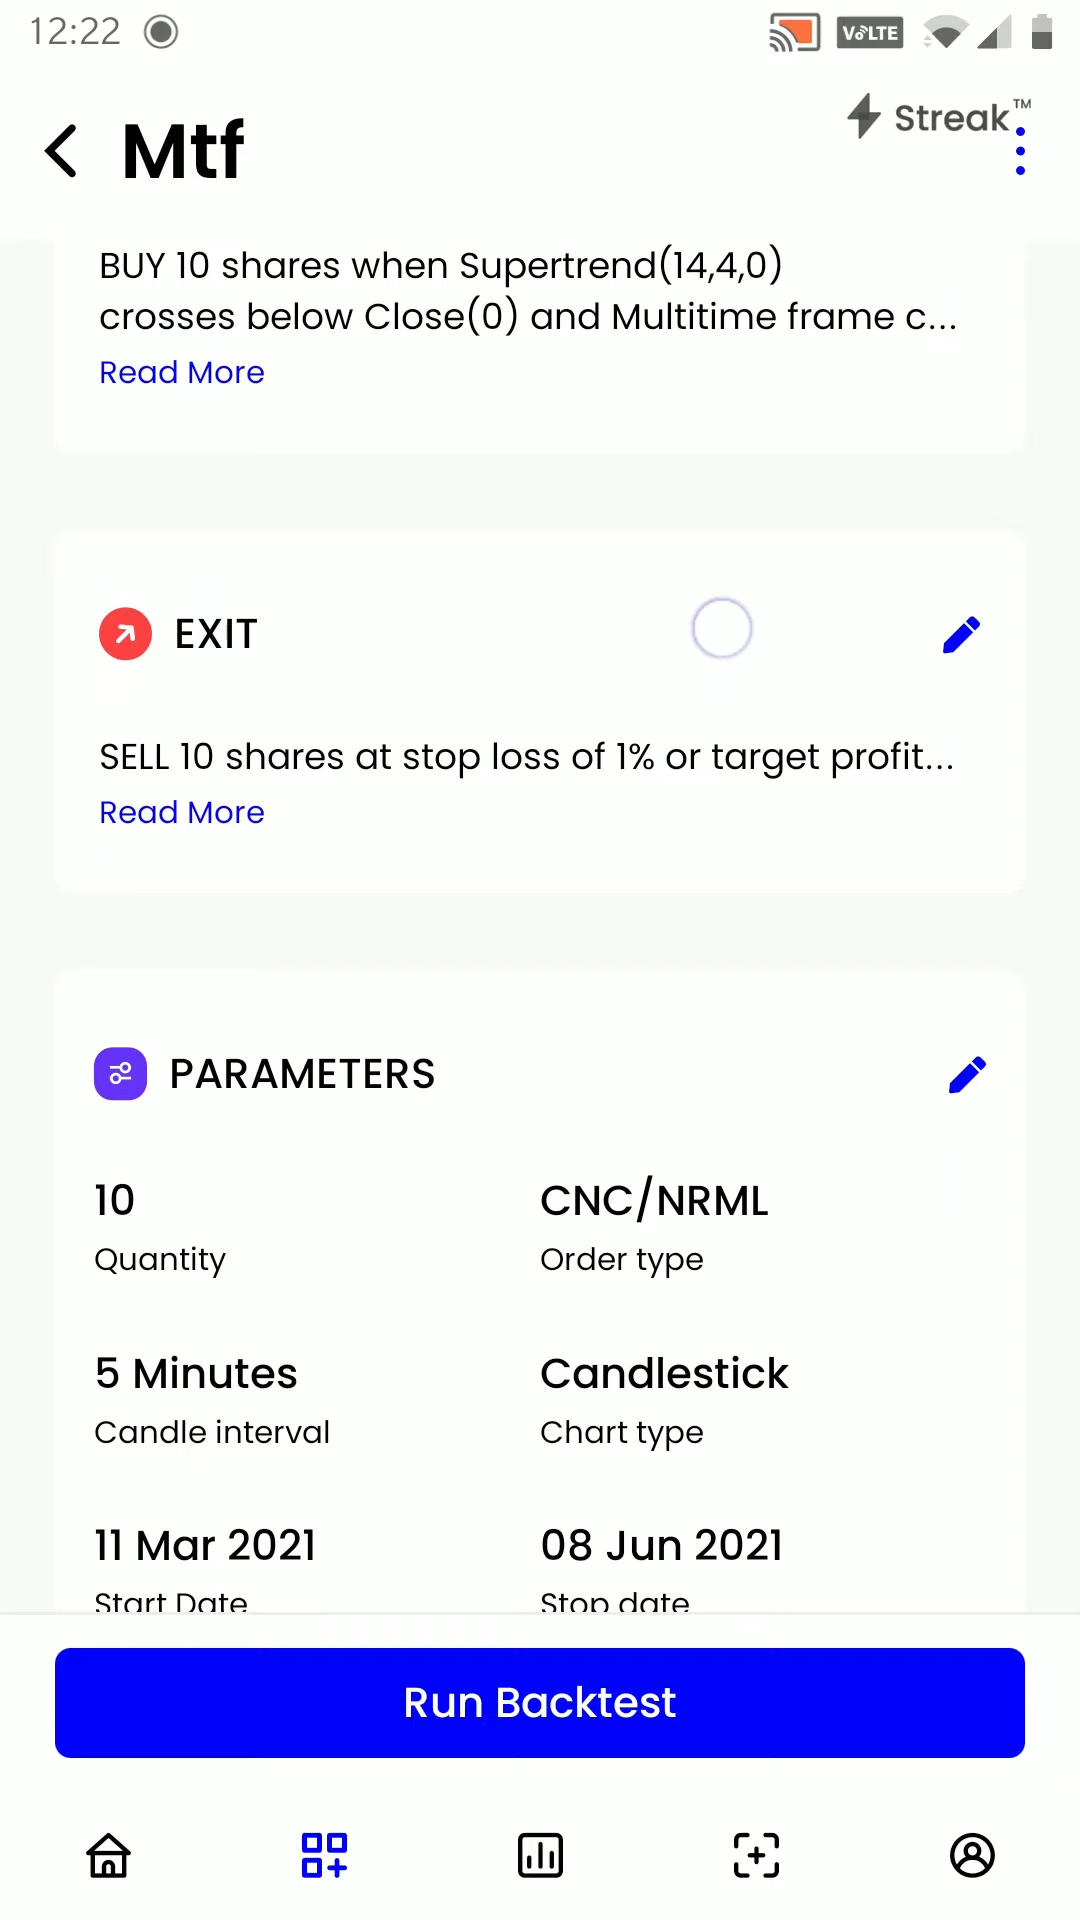 12:22
VoLTE
Mtf
Streak™
BUY 10 shares when Supertrend(14,4,0)
crosses below Close(0) and Multitime frame c...
Read More
EXIT
SELL 10 shares at stop loss of 1% or target profit...
Read More
PARAMETERS
10
CNC/NRML
Quantity
Order type
5 Minutes
Candlestick
Candle interval
Chart type
11 Mar 2021
08 Jun 2021
Start Date
Stop date
Run Backtest